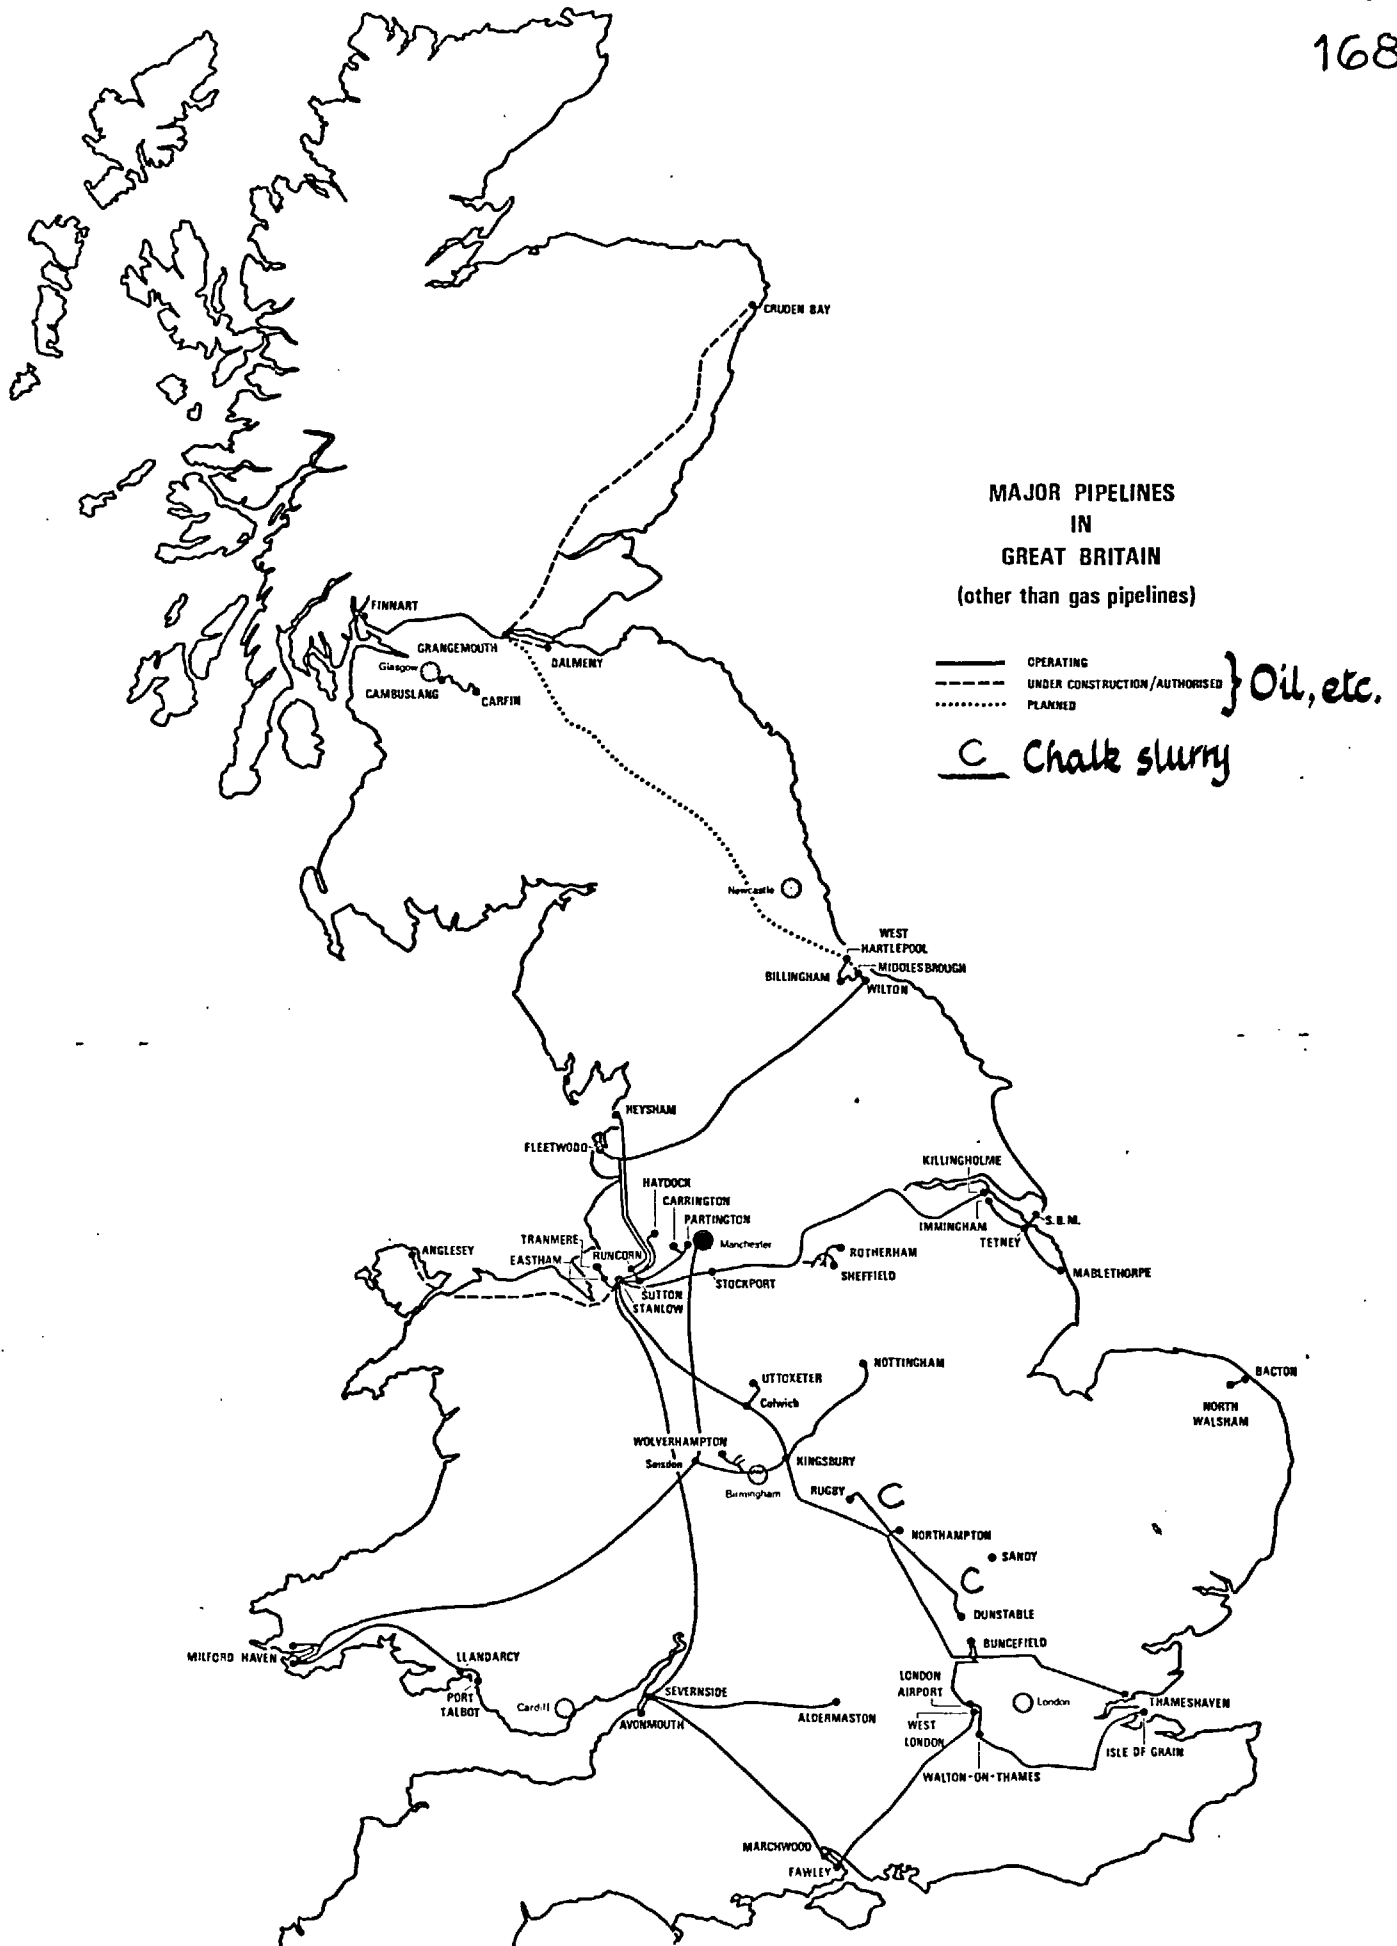 168
CRUDEN BAY
MAJOR PIPELINES
IN
GREAT BRITAIN
(other than gas pipelines)
OPERATING
UNDER CONSTRUCTION/AUTHORISED
PLANNED
} Oil, etc.
C Chalk slurry
FINNART
GRANGEMOUTH
DALMENY
Glasgow
CAMBUSLANG
CARFIN
Newcastle
WEST
HARTLEPOOL
BILLINGHAM
MIDDLESBROUGH
WILTON
HEYSHAM
FLEETWOOD
KILLINGHOLME
HAYDOCK
CARRINGTON
PARTINGTON
IMMINGHAM
S.B.M.
TETNEY
TRANMERE
Manchester
ANGLESEY
EASTHAM
RUNCORN
ROTHERHAM
SHEFFIELD
MABLETHORPE
STOCKPORT
SUTTON
STANLOW
NOTTINGHAM
UTTOXETER
Colwich
BACTON
NORTH
WALSHAM
WOLVERHAMPTON
Seisdon
KINGSBURY
Birmingham
RUGBY
C
NORTHAMPTON
SANDY
C
DUNSTABLE
BUNCEFIELD
MILFORD HAVEN
LLANDARCY
PORT
TALBOT
Cardiff
SEVERNSIDE
AVONMOUTH
ALDERMASTON
LONDON
AIRPORT
London
THAMESHAVEN
WEST
LONDON
ISLE OF GRAIN
WALTON-ON-THAMES
MARCHWOOD
FAWLEY